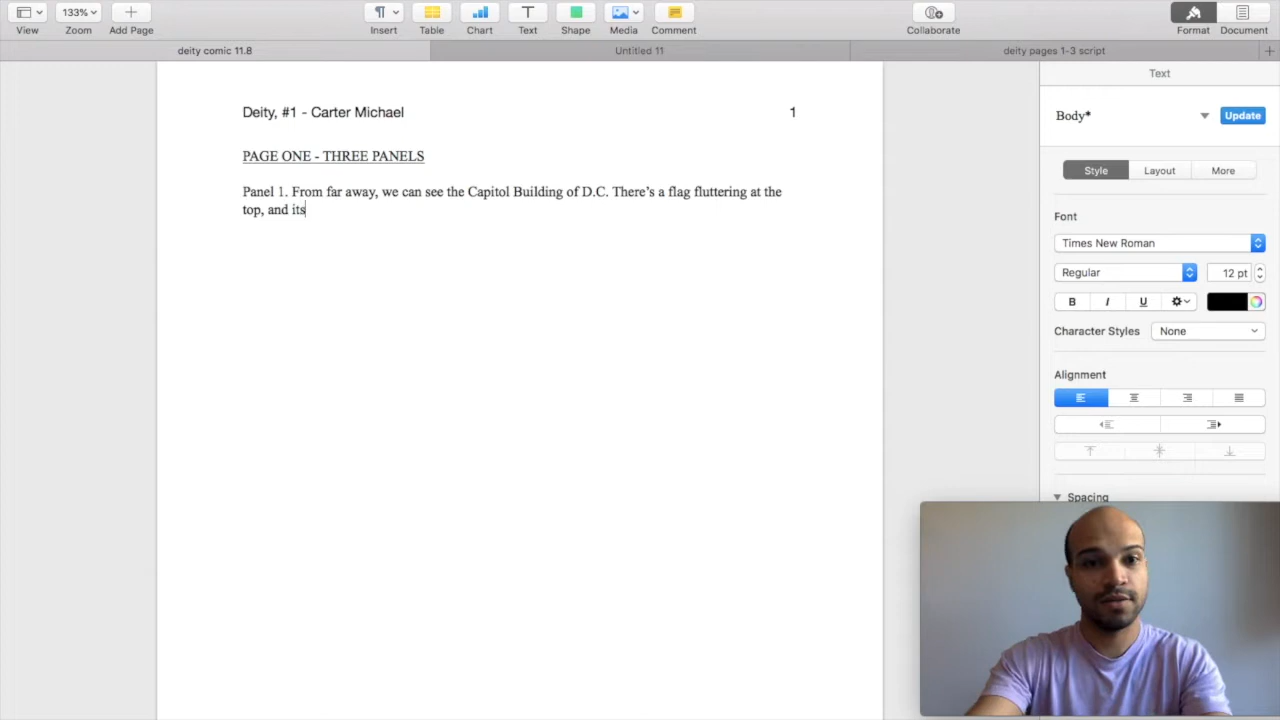 133%
View
Zoom
Add Page
Insert
Table
Chart
Text
Shape
Media
Comment
Collaborate
Format
Document
deity comic 11.8
Untitled 11
deity pages 1-3 script
Deity, #1 - Carter Michael
1
PAGE ONE - THREE PANELS
Panel 1. From far away, we can see the Capitol Building of D.C. There’s a flag fluttering at the
top, and its
Text
Body*
Update
Style
Layout
More
Font
Times New Roman
Regular
12 pt
B I U
Character Styles
None
Alignment
Spacing